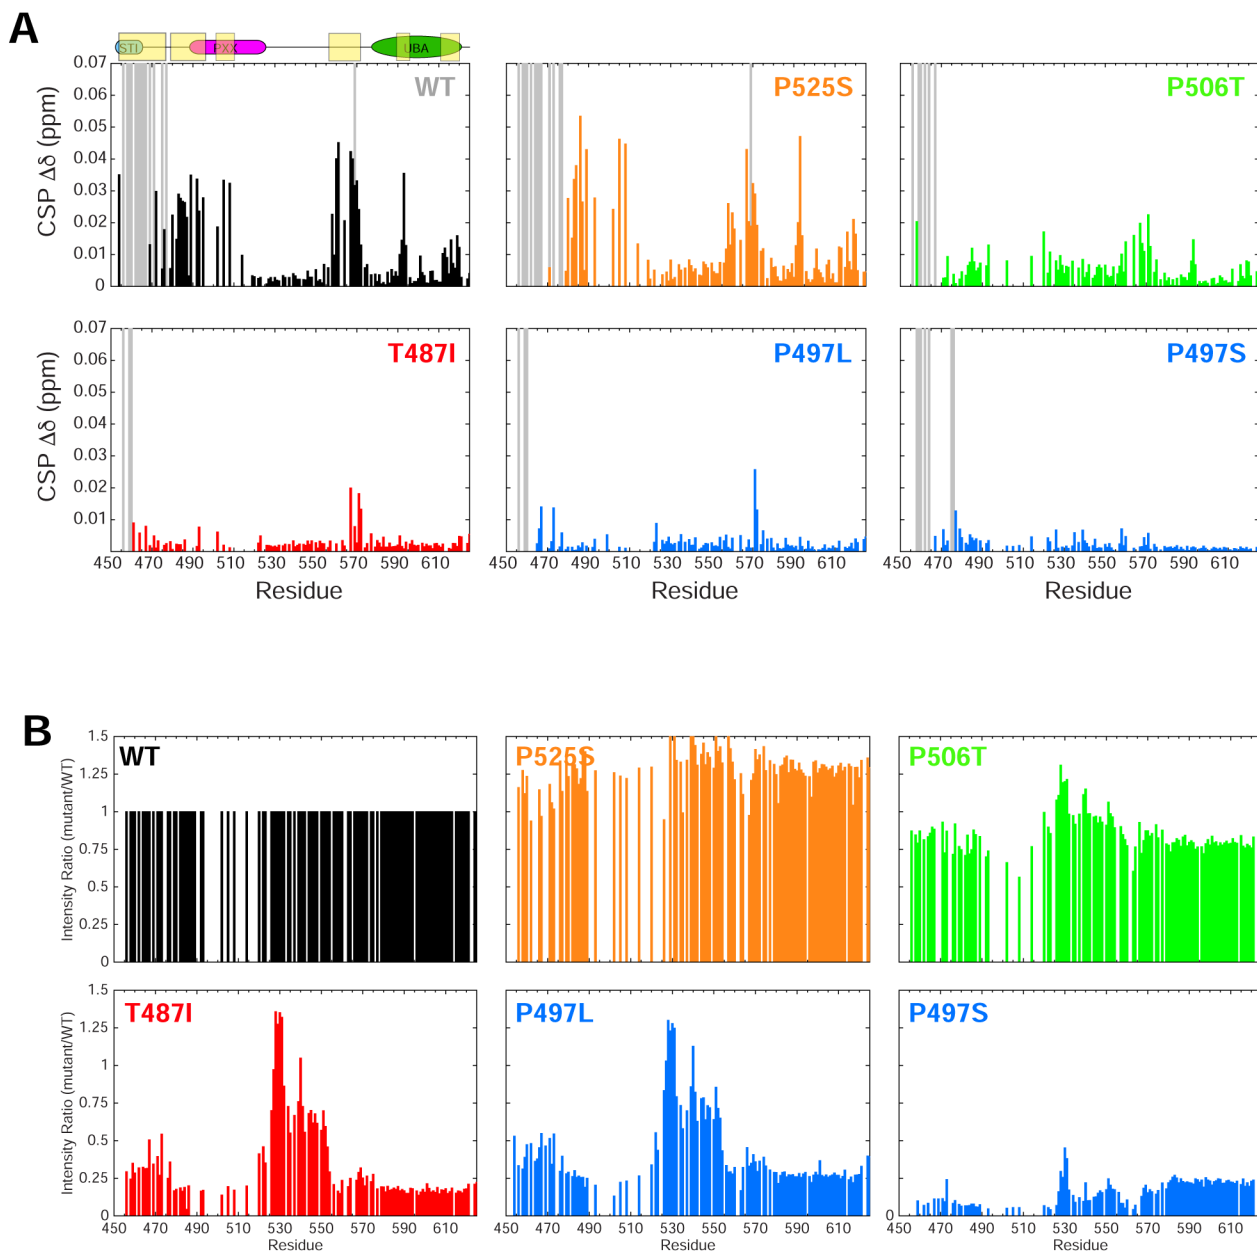 A
STI PXX UBA
0.07 WT P525S P506T
0.06
0.05
0.04
0.03
0.02
0.01
0
CSP Δδ (ppm)
0.07 T487I P497L P497S
0.06
0.05
0.04
0.03
0.02
0.01
CSP Δδ (ppm)
450 470 490 510 530 550 570 590 610 450 470 490 510 530 550 570 590 610 450 470 490 510 530 550 570 590 610
Residue Residue Residue
B
1.5 WT P525S P506T
1.25
1
0.75
0.5
0.25
0
Intensity Ratio (mutant/WT)
1.5 T487I P497L P497S
1.25
1
0.75
0.5
0.25
0 0
Intensity Ratio (mutant/WT)
450 470 490 510 530 550 570 590 610 450 470 490 510 530 550 570 590 610 450 470 490 510 530 550 570 590 610
Residue Residue Residue